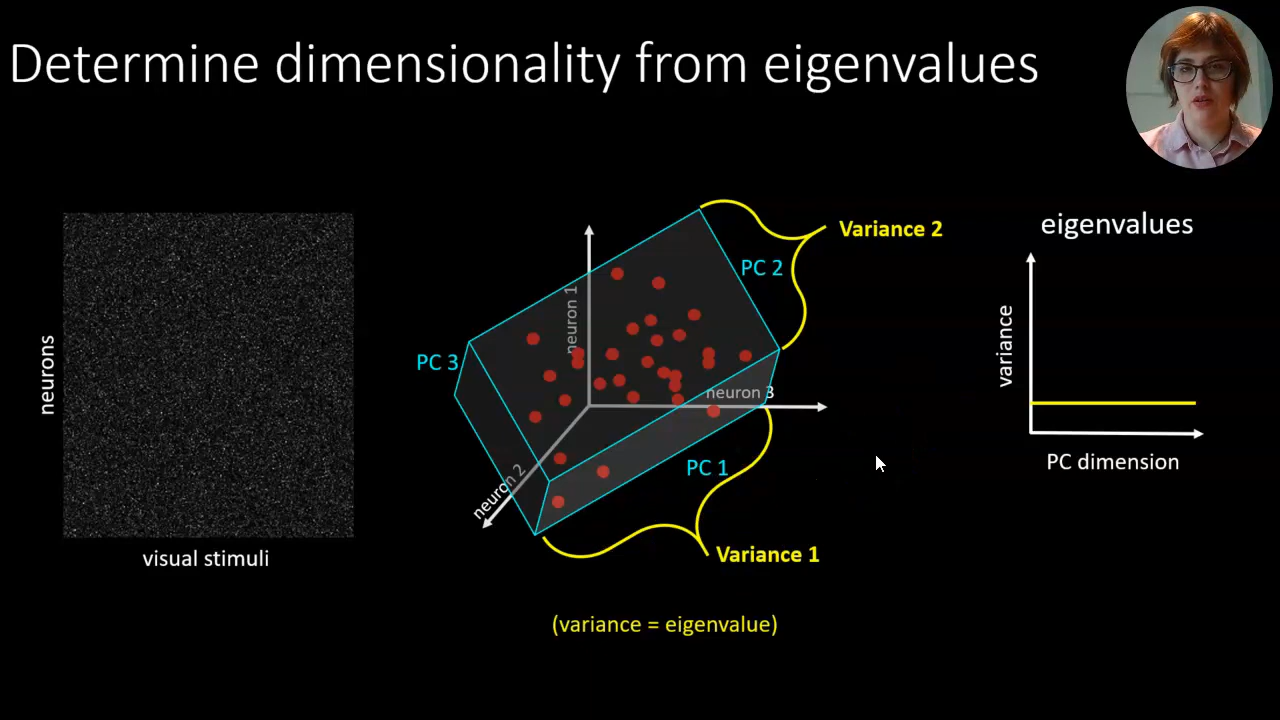 Determine dimensionality from eigenvalues
neurons
visual stimuli
neuron 1
neuron 2
neuron 3
PC 3
PC 2
PC 1
Variance 2
Variance 1
(variance = eigenvalue)
eigenvalues
variance
PC dimension